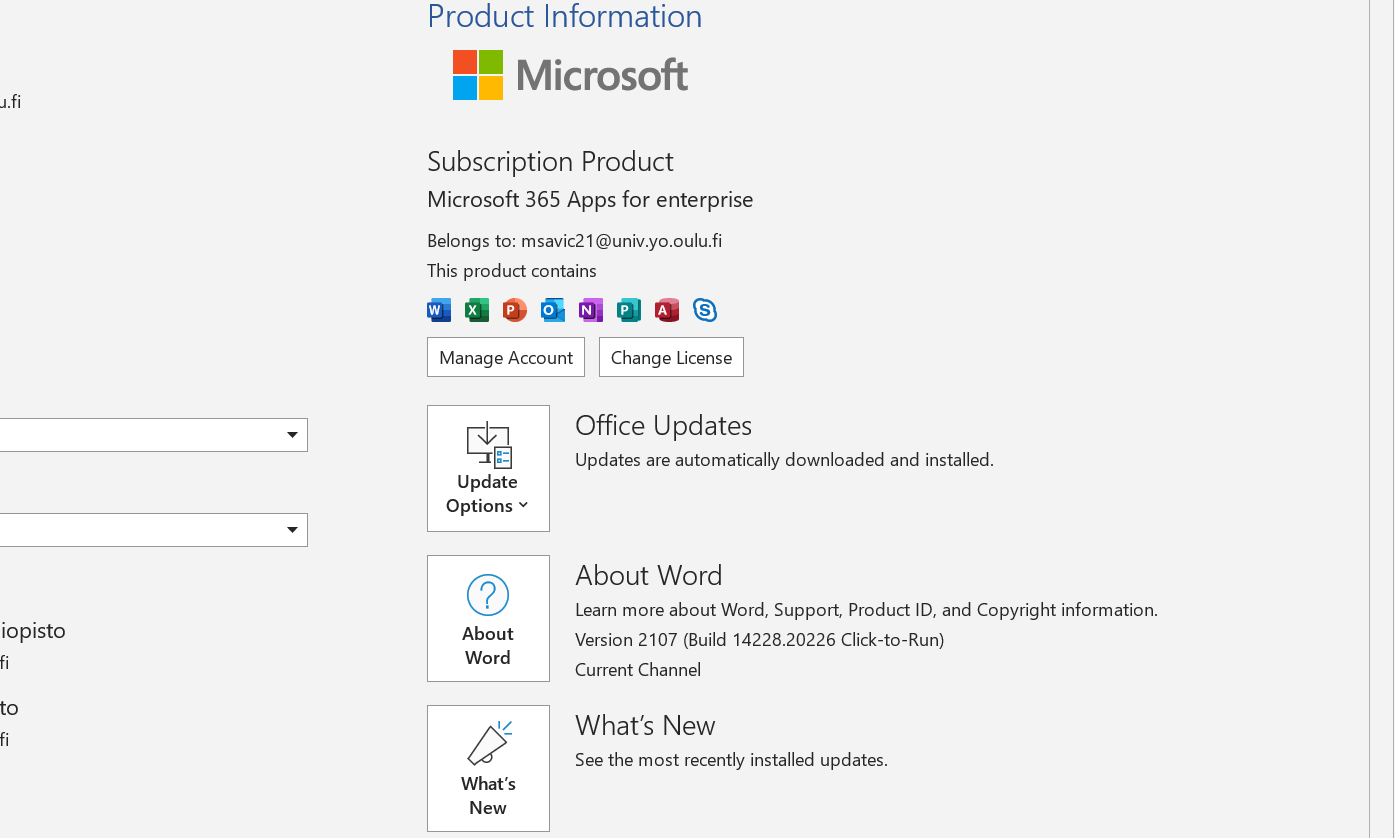 Product Information
Microsoft
u.fi
Subscription Product
Microsoft 365 Apps for enterprise
Belongs to: msavic21@univ.yo.oulu.fi
This product contains
W X P O N P A S
Manage Account Change License
Update Options
Office Updates
Updates are automatically downloaded and installed.
About Word
About Word
Learn more about Word, Support, Product ID, and Copyright information.
Version 2107 (Build 14228.20226 Click-to-Run)
Current Channel
iopisto
fi
to
fi
What's New
What's New
See the most recently installed updates.